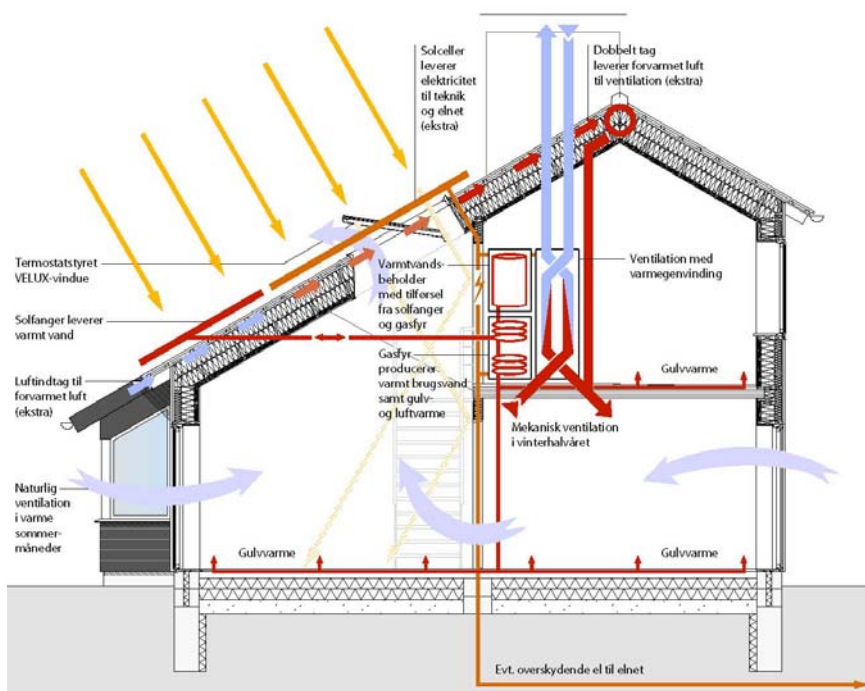 Solceller
leverer
elektricitet
til teknik
og elnet
(ekstra)
Dobbelt tag
leverer forvarmet luft
til ventilation (ekstra)
Termostatstyret
VELUX-vindue
Varmtvands-
beholder
med tilførsel
fra solfanger
og gasfyr
Ventilation med
varmegenvinding
Solfanger leverer
varmt vand
Gasfyr
producerer
varmt brugsvand
samt gulv-
og luftvarme
Gulvvarme
Luftindtag til
forvarmet luft
(ekstra)
Mekanisk ventilation
i vinterhalvåret
Naturlig
ventilation
i varme
sommer-
måneder
Gulvvarme
Gulvvarme
Evt. overskydende el til elnet